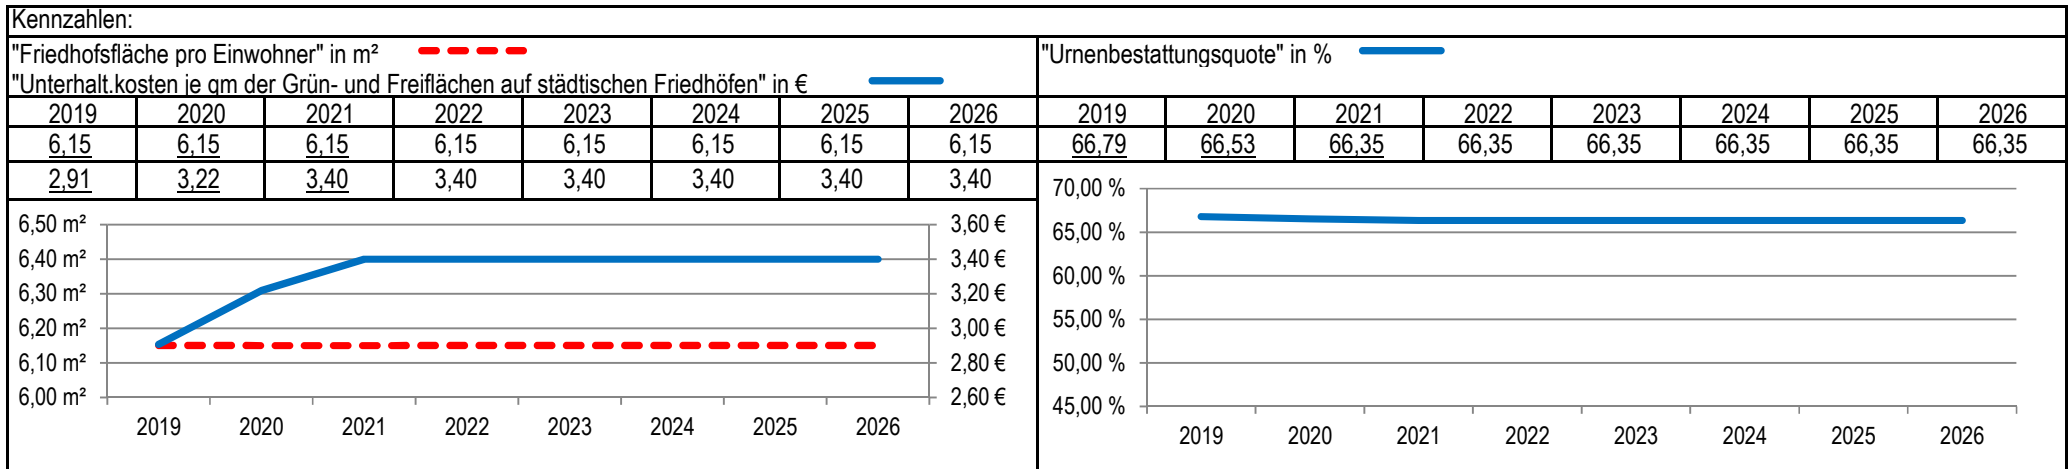 Kennzahlen:
"Friedhofsfläche pro Einwohner" in m²
"Unterhalt.kosten je qm der Grün- und Freiflächen auf städtischen Friedhöfen" in €
2019 2020 2021 2022 2023 2024 2025 2026
6,15 6,15 6,15 6,15 6,15 6,15 6,15 6,15
2,91 3,22 3,40 3,40 3,40 3,40 3,40 3,40
6,50 m² 3,60 €
6,40 m² 3,40 €
6,30 m² 3,20 €
6,20 m² 3,00 €
6,10 m² 2,80 €
6,00 m² 2,60 €
2019 2020 2021 2022 2023 2024 2025 2026
"Urnenbestattungsquote" in %
2019 2020 2021 2022 2023 2024 2025 2026
66,79 66,53 66,35 66,35 66,35 66,35 66,35 66,35
70,00 %
65,00 %
60,00 %
55,00 %
50,00 %
45,00 %
2019 2020 2021 2022 2023 2024 2025 2026